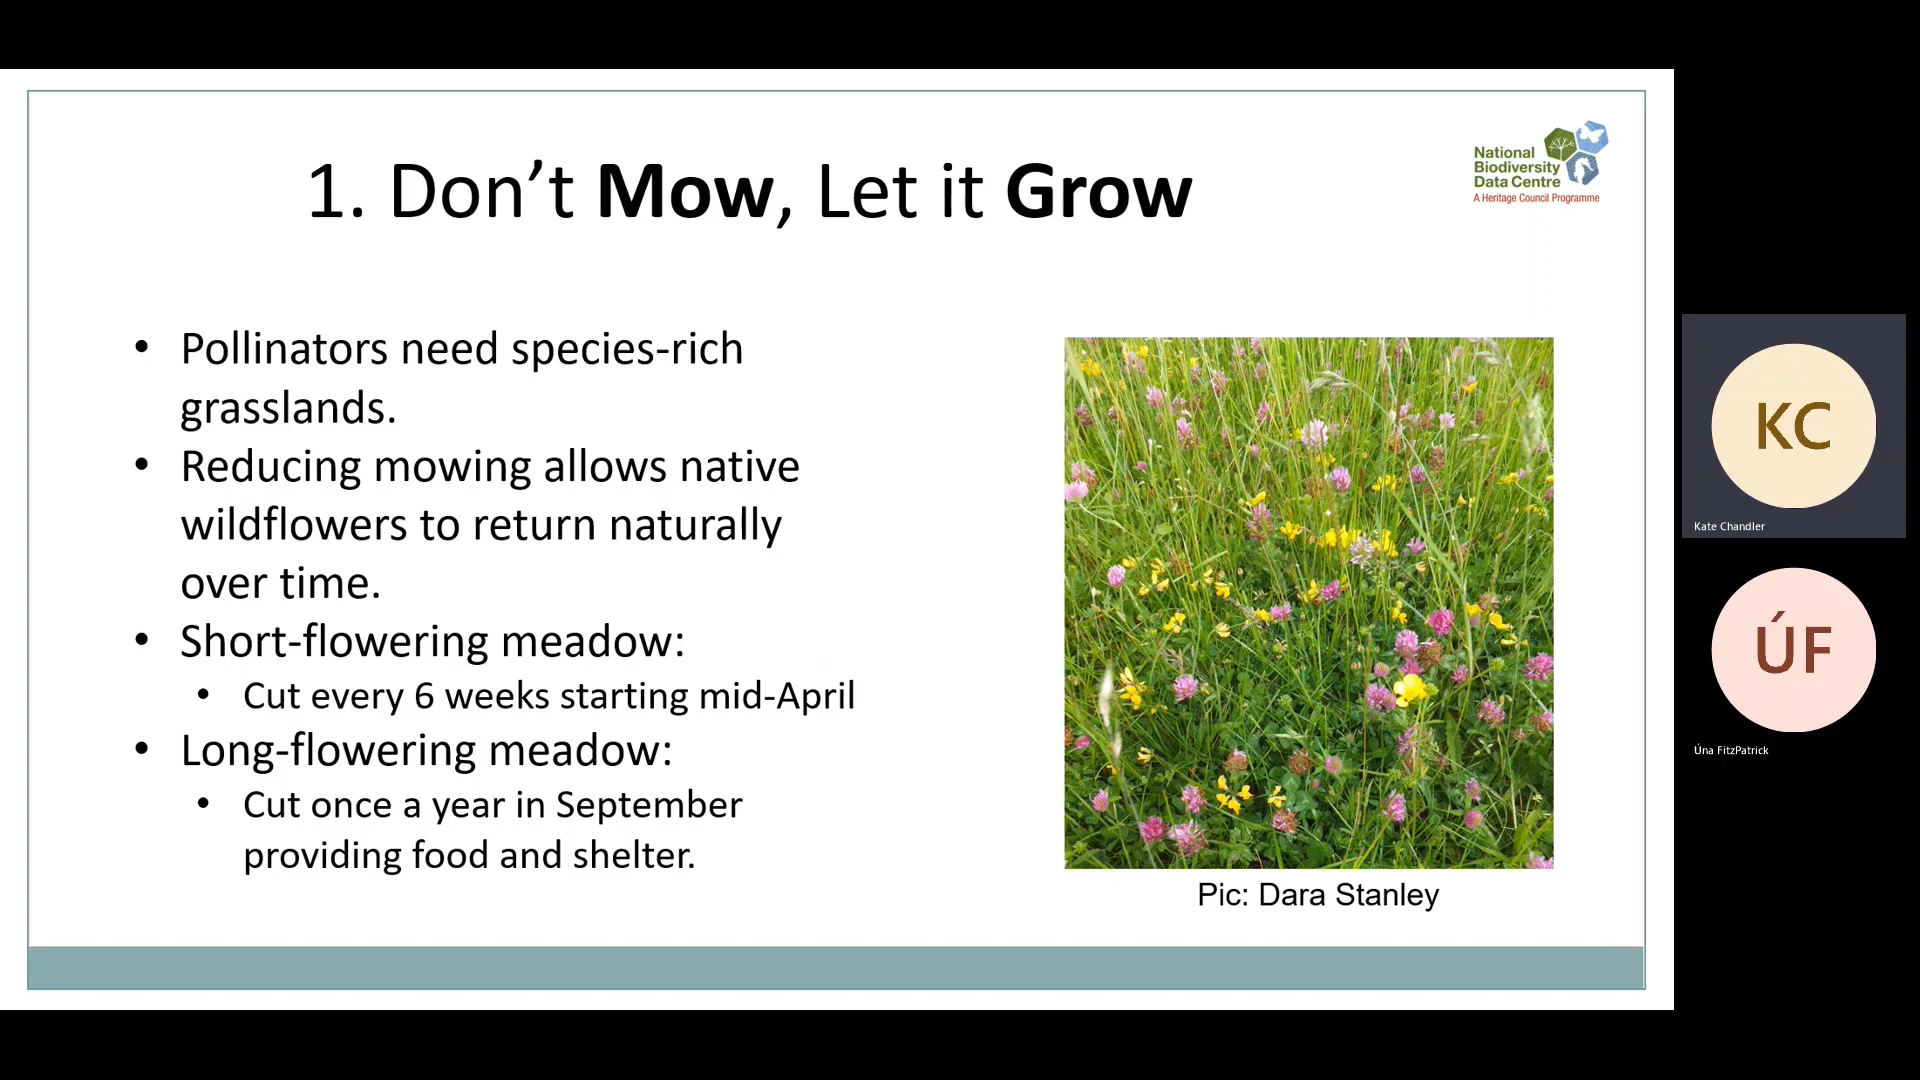 1. Don’t Mow, Let it Grow
National
Biodiversity
Data Centre
A Heritage Council Programme
• Pollinators need species-rich
grasslands.
• Reducing mowing allows native
wildflowers to return naturally
over time.
• Short-flowering meadow:
• Cut every 6 weeks starting mid-April
• Long-flowering meadow:
• Cut once a year in September
providing food and shelter.
Pic: Dara Stanley
KC
Kate Chandler
ÚF
Úna FitzPatrick